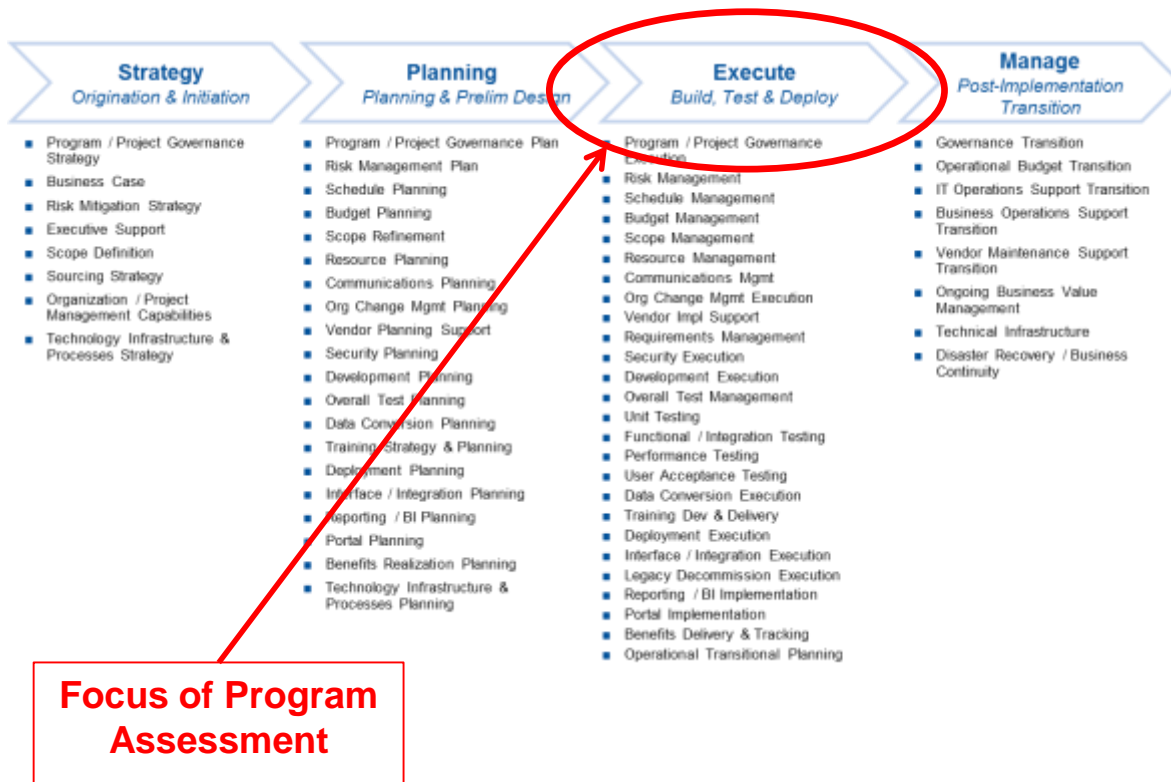 Strategy
Origination & Initiation
Program / Project Governance
Strategy
Business Case
Risk Mitigation Strategy
Executive Support
Scope Definition
Sourcing Strategy
Organization / Project
Management Capabilities
Technology Infrastructure &
Processes Strategy
Planning
Planning & Prelim Design
Program / Project Governance Plan
Risk Management Plan
Schedule Planning
Budget Planning
Scope Refinement
Resource Planning
Communications Planning
Org Change Mgmt Planning
Vendor Planning Support
Security Planning
Development Planning
Overall Test Planning
Data Conversion Planning
Training Strategy & Planning
Deployment Planning
Interface / Integration Planning
Reporting / BI Planning
Portal Planning
Benefits Realization Planning
Technology Infrastructure &
Processes Planning
Execute
Build, Test & Deploy
Program / Project Governance
Execution
Risk Management
Schedule Management
Budget Management
Scope Management
Resource Management
Communications Mgmt
Org Change Mgmt Execution
Vendor Impl Support
Requirements Management
Security Execution
Development Execution
Overall Test Management
Unit Testing
Functional / Integration Testing
Performance Testing
User Acceptance Testing
Data Conversion Execution
Training Dev & Delivery
Deployment Execution
Interface / Integration Execution
Legacy Decommission Execution
Reporting / BI Implementation
Portal Implementation
Benefits Delivery & Tracking
Operational Transitional Planning
Manage
Post-Implementation
Transition
Governance Transition
Operational Budget Transition
IT Operations Support Transition
Business Operations Support
Transition
Vendor Maintenance Support
Transition
Ongoing Business Value
Management
Technical Infrastructure
Disaster Recovery / Business
Continuity
Focus of Program
Assessment